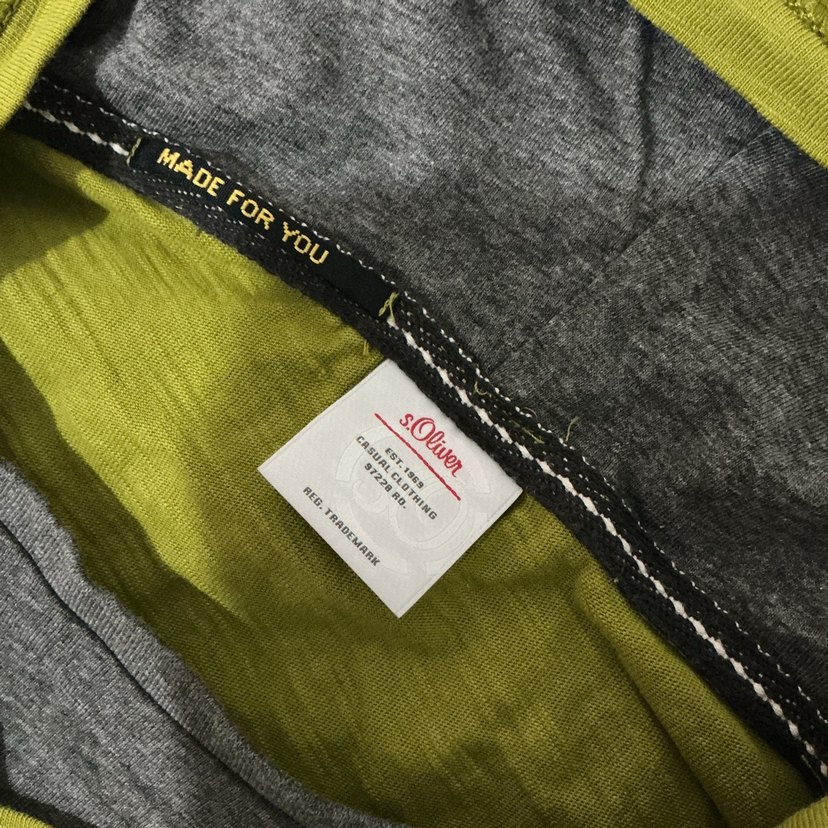 MADE FOR YOU
s.Oliver
EST. 1969
CASUAL CLOTHING
97228 RO.
REG. TRADEMARK